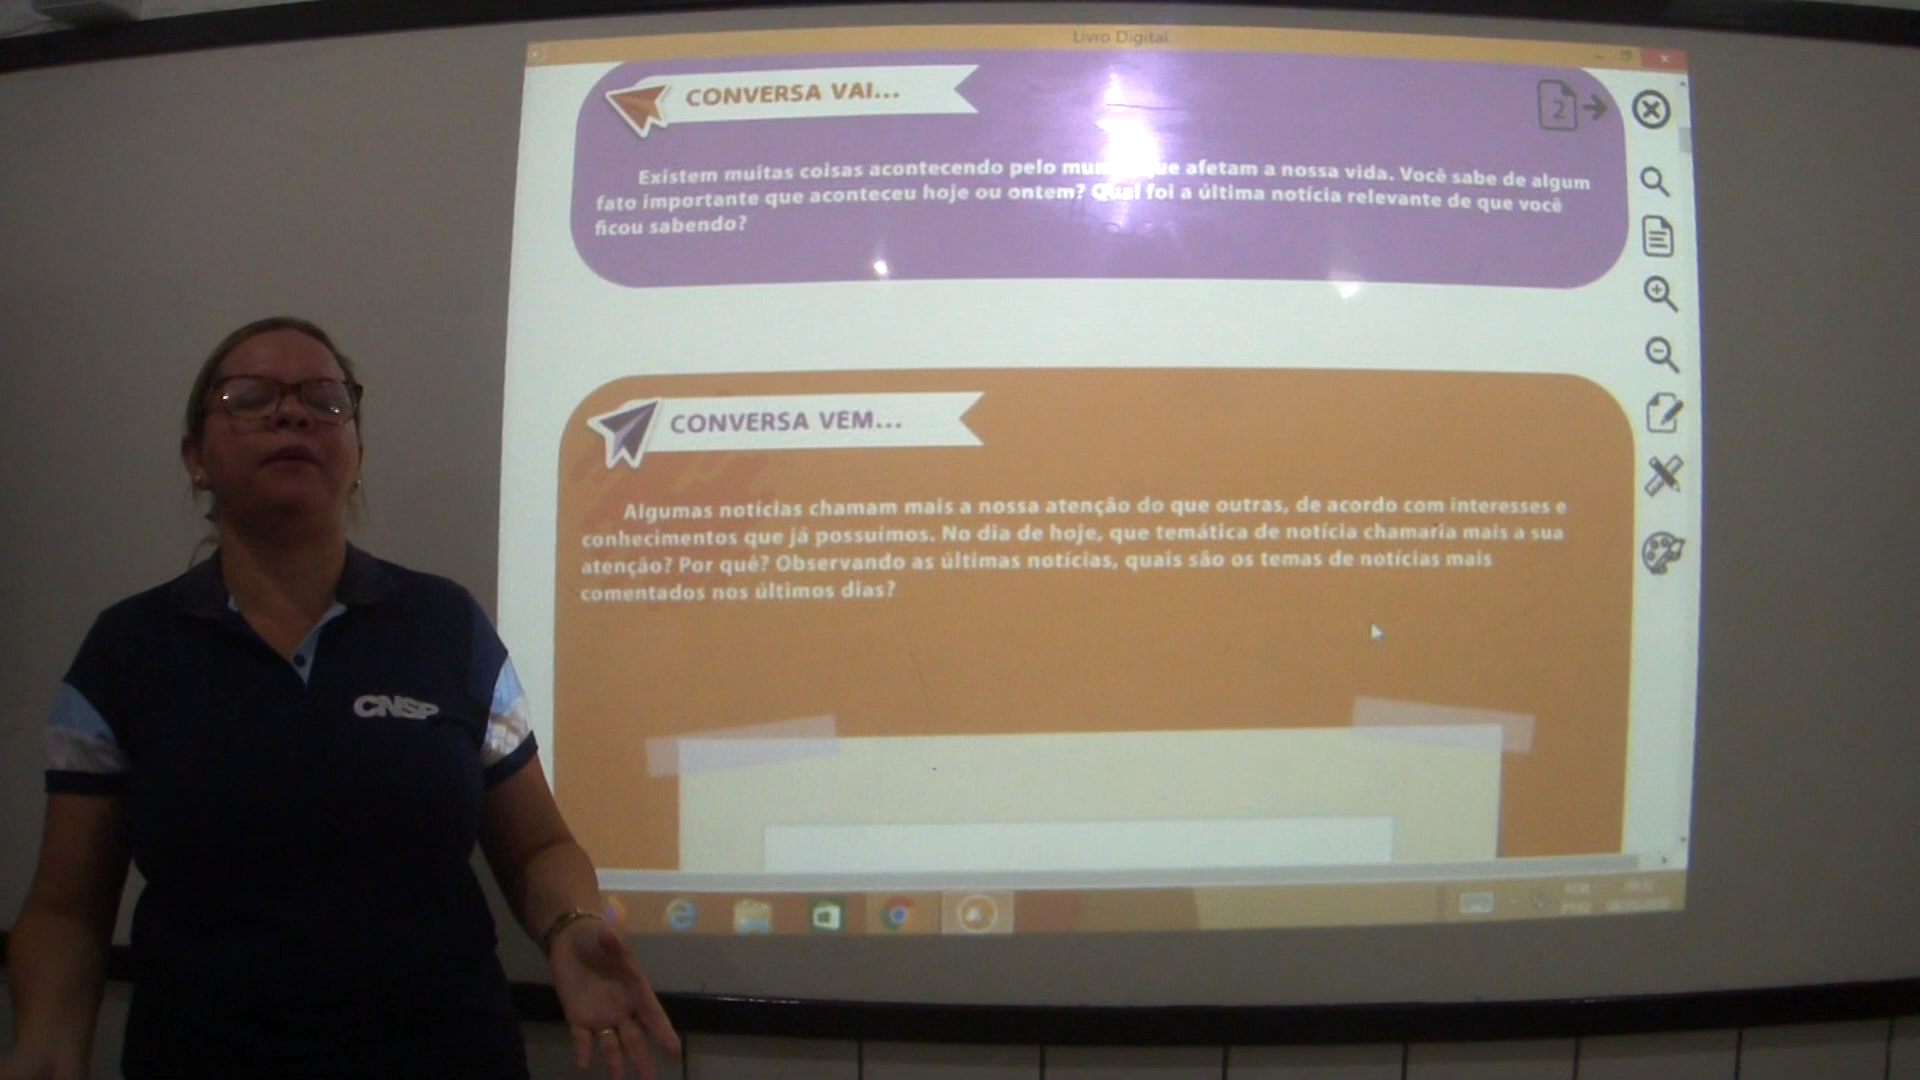 Livro Digital
CONVERSA VAI...
2
Existem muitas coisas acontecendo pelo afetam a nossa vida. Você sabe de algum
fato importante que aconteceu hoje ou ontem? Qual foi a última notícia relevante de que você
ficou sabendo?
CONVERSA VEM...
Algumas notícias chamam mais a nossa atenção do que outras, de acordo com interesses e
conhecimentos que já possuímos. No dia de hoje, que temática de notícia chamaria mais a sua
atenção? Por quê? Observando as últimas notícias, quais são os temas de notícias mais
comentados nos últimos dias?
CNSP